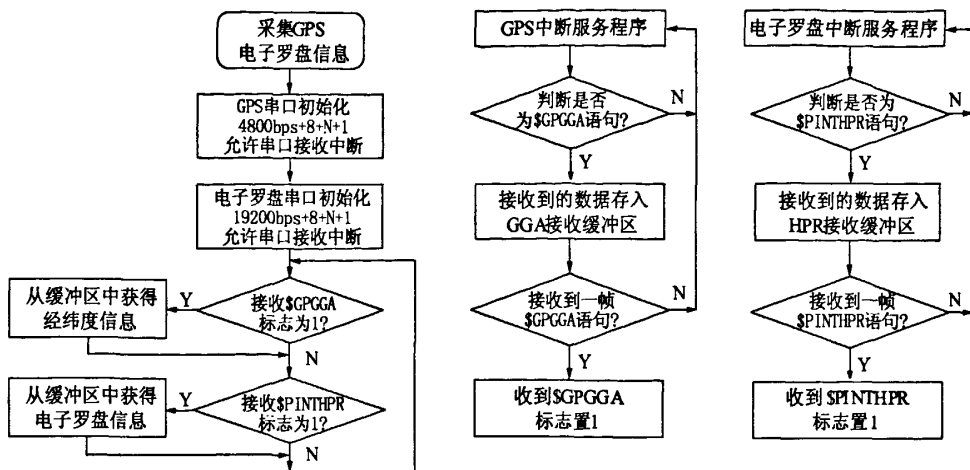 采集GPS
电子罗盘信息
GPS串口初始化
4800bps+8+N+1
允许串口接收中断
电子罗盘串口初始化
19200bps+8+N+1
允许串口接收中断
接收$GPGGA
标志为1?
Y
N
从缓冲区中获得
经纬度信息
接收$PINTHPR
标志为1?
Y
N
从缓冲区中获得
电子罗盘信息
GPS中断服务程序
判断是否
为$GPGGA语句?
N
Y
接收到的数据存入
GGA接收缓冲区
接收到一帧
$GPGGA语句?
N
Y
收到$GPGGA
标志置1
电子罗盘中断服务程序
判断是否为
$PINTHPR语句?
N
Y
接收到的数据存入
HPR接收缓冲区
接收到一帧
$PINTHPR语句?
N
Y
收到$PINTHPR
标志置1